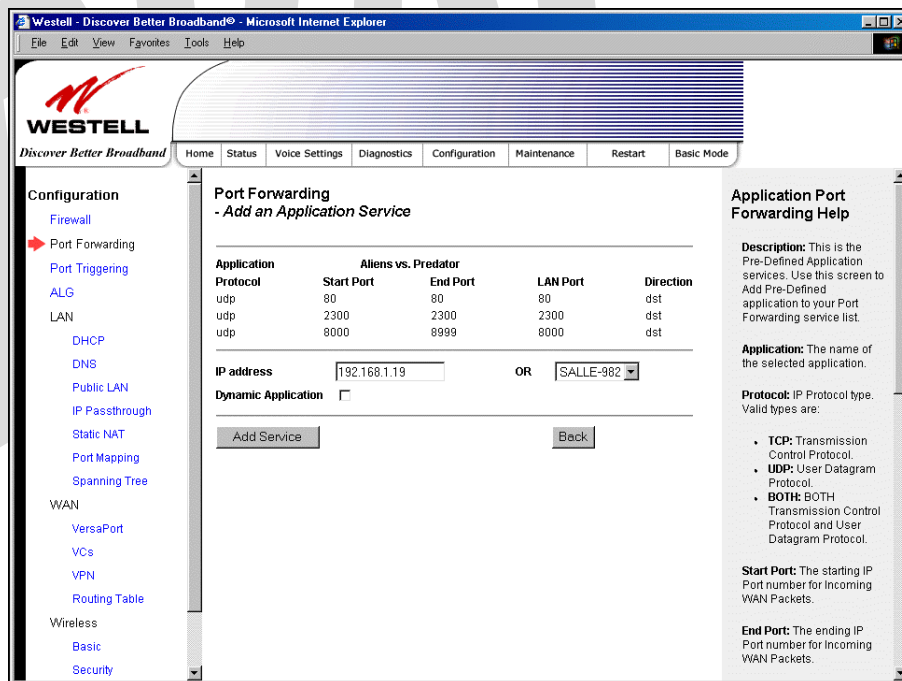 Westell - Discover Better Broadband® - Microsoft Internet Explorer
File Edit View Favorites Tools Help
WESTELL
Discover Better Broadband
Home Status Voice Settings Diagnostics Configuration Maintenance Restart Basic Mode
Configuration
Firewall
Port Forwarding
Port Triggering
ALG
LAN
DHCP
DNS
Public LAN
IP Passthrough
Static NAT
Port Mapping
Spanning Tree
WAN
VersaPort
VCs
VPN
Routing Table
Wireless
Basic
Security
Port Forwarding
- Add an Application Service
Application Aliens vs. Predator
Protocol Start Port End Port LAN Port Direction
udp 80 80 80 dst
udp 2300 2300 2300 dst
udp 8000 8999 8000 dst
IP address 192.168.1.19 OR SALLE-982
Dynamic Application
Add Service Back
Application Port
Forwarding Help
Description: This is the
Pre-Defined Application
services. Use this screen to
Add Pre-Defined
application to your Port
Forwarding service list.
Application: The name of
the selected application.
Protocol: IP Protocol type.
Valid types are:
• TCP: Transmission
Control Protocol.
• UDP: User Datagram
Protocol.
• BOTH: BOTH
Transmission Control
Protocol and User
Datagram Protocol.
Start Port: The starting IP
Port number for Incoming
WAN Packets.
End Port: The ending IP
Port number for Incoming
WAN Packets.